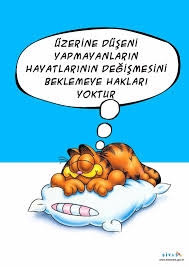 ÜZERİNE DÜŞENİ
YAPMAYANLARIN
HAYATLARININ DEĞİŞMESİNİ
BEKLEMEYE HAKLARI
YOKTUR